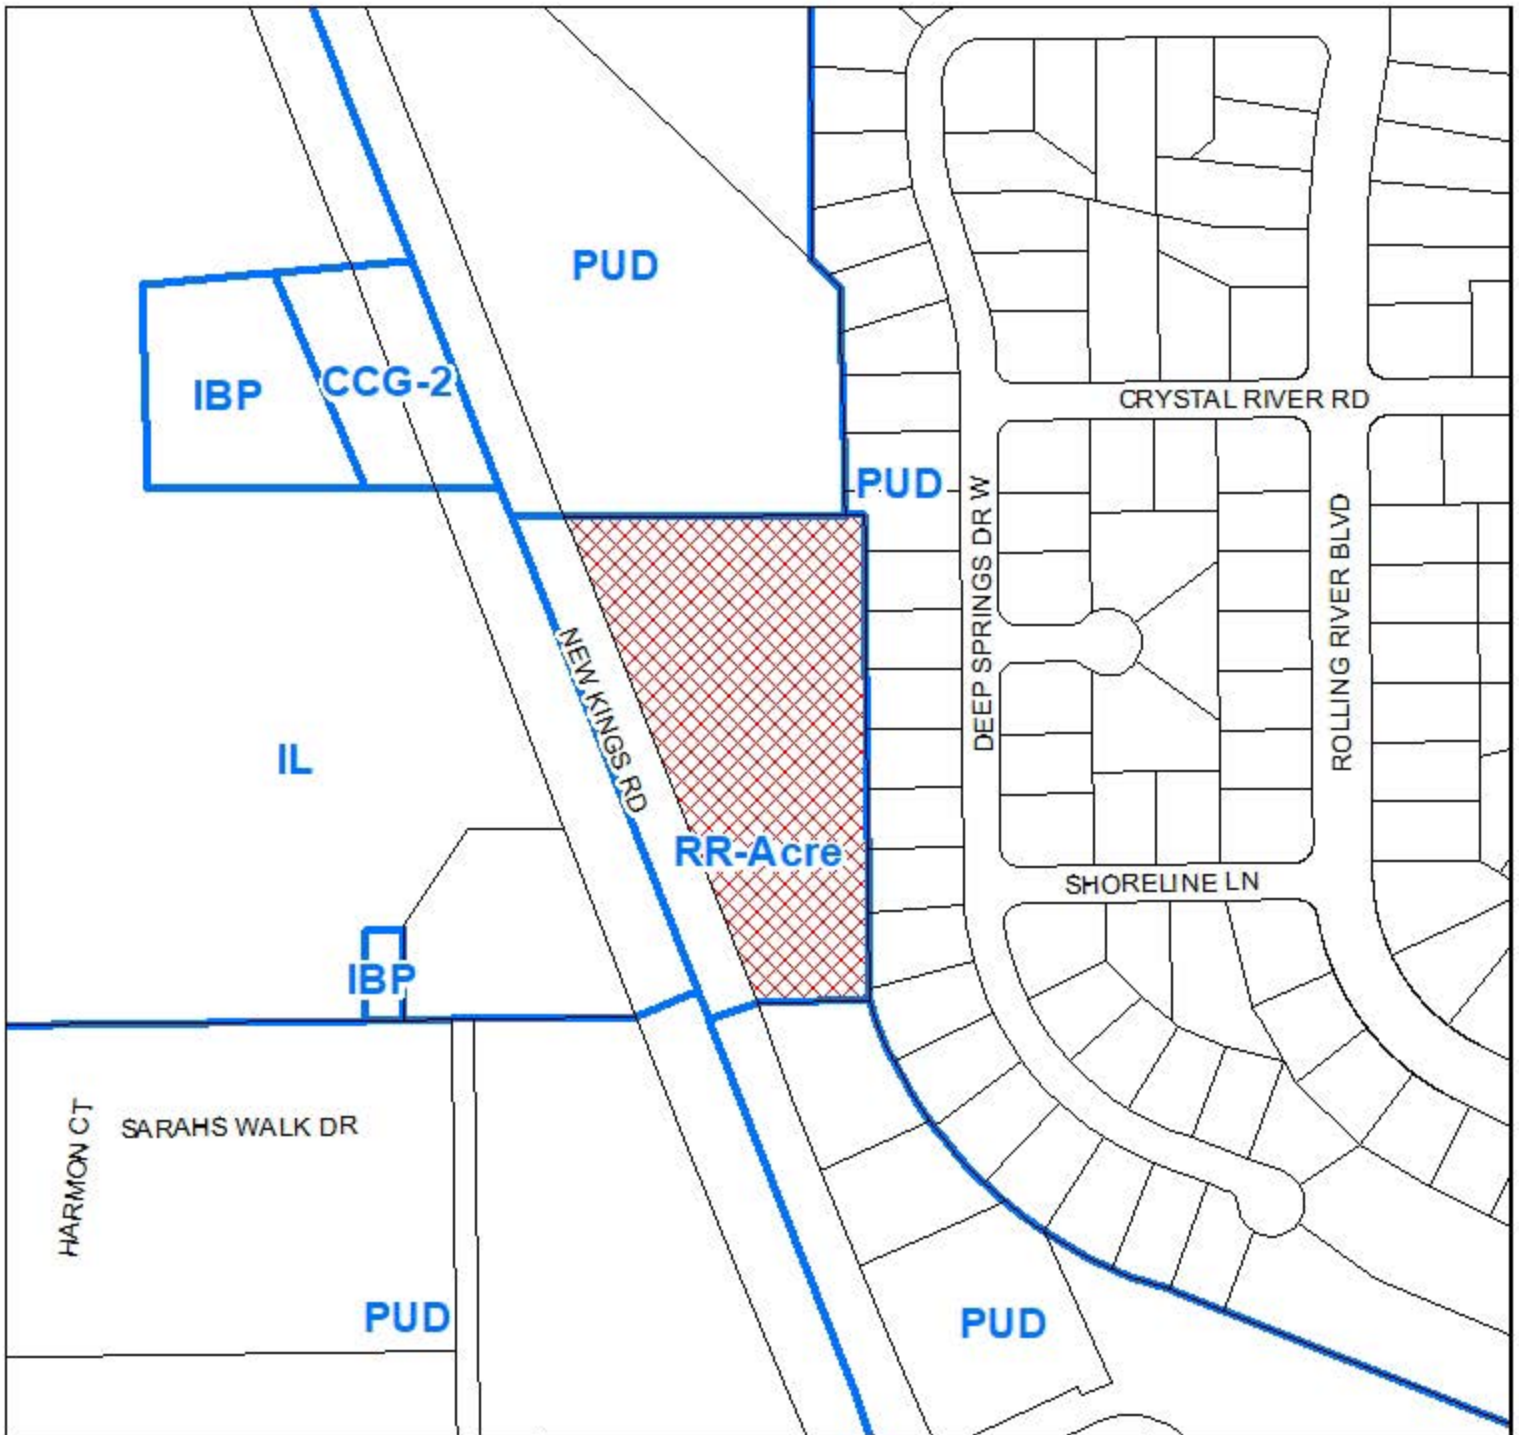 PUD
CCG-2
IBP
CRYSTAL RIVER RD
PUD
DEEP SPRINGS DR W
ROLLING RIVER BLVD
NEW KINGS RD
IL
RR-Acre
SHORELINE LN
IBP
HARMON CT
SARAHS WALK DR
PUD
PUD